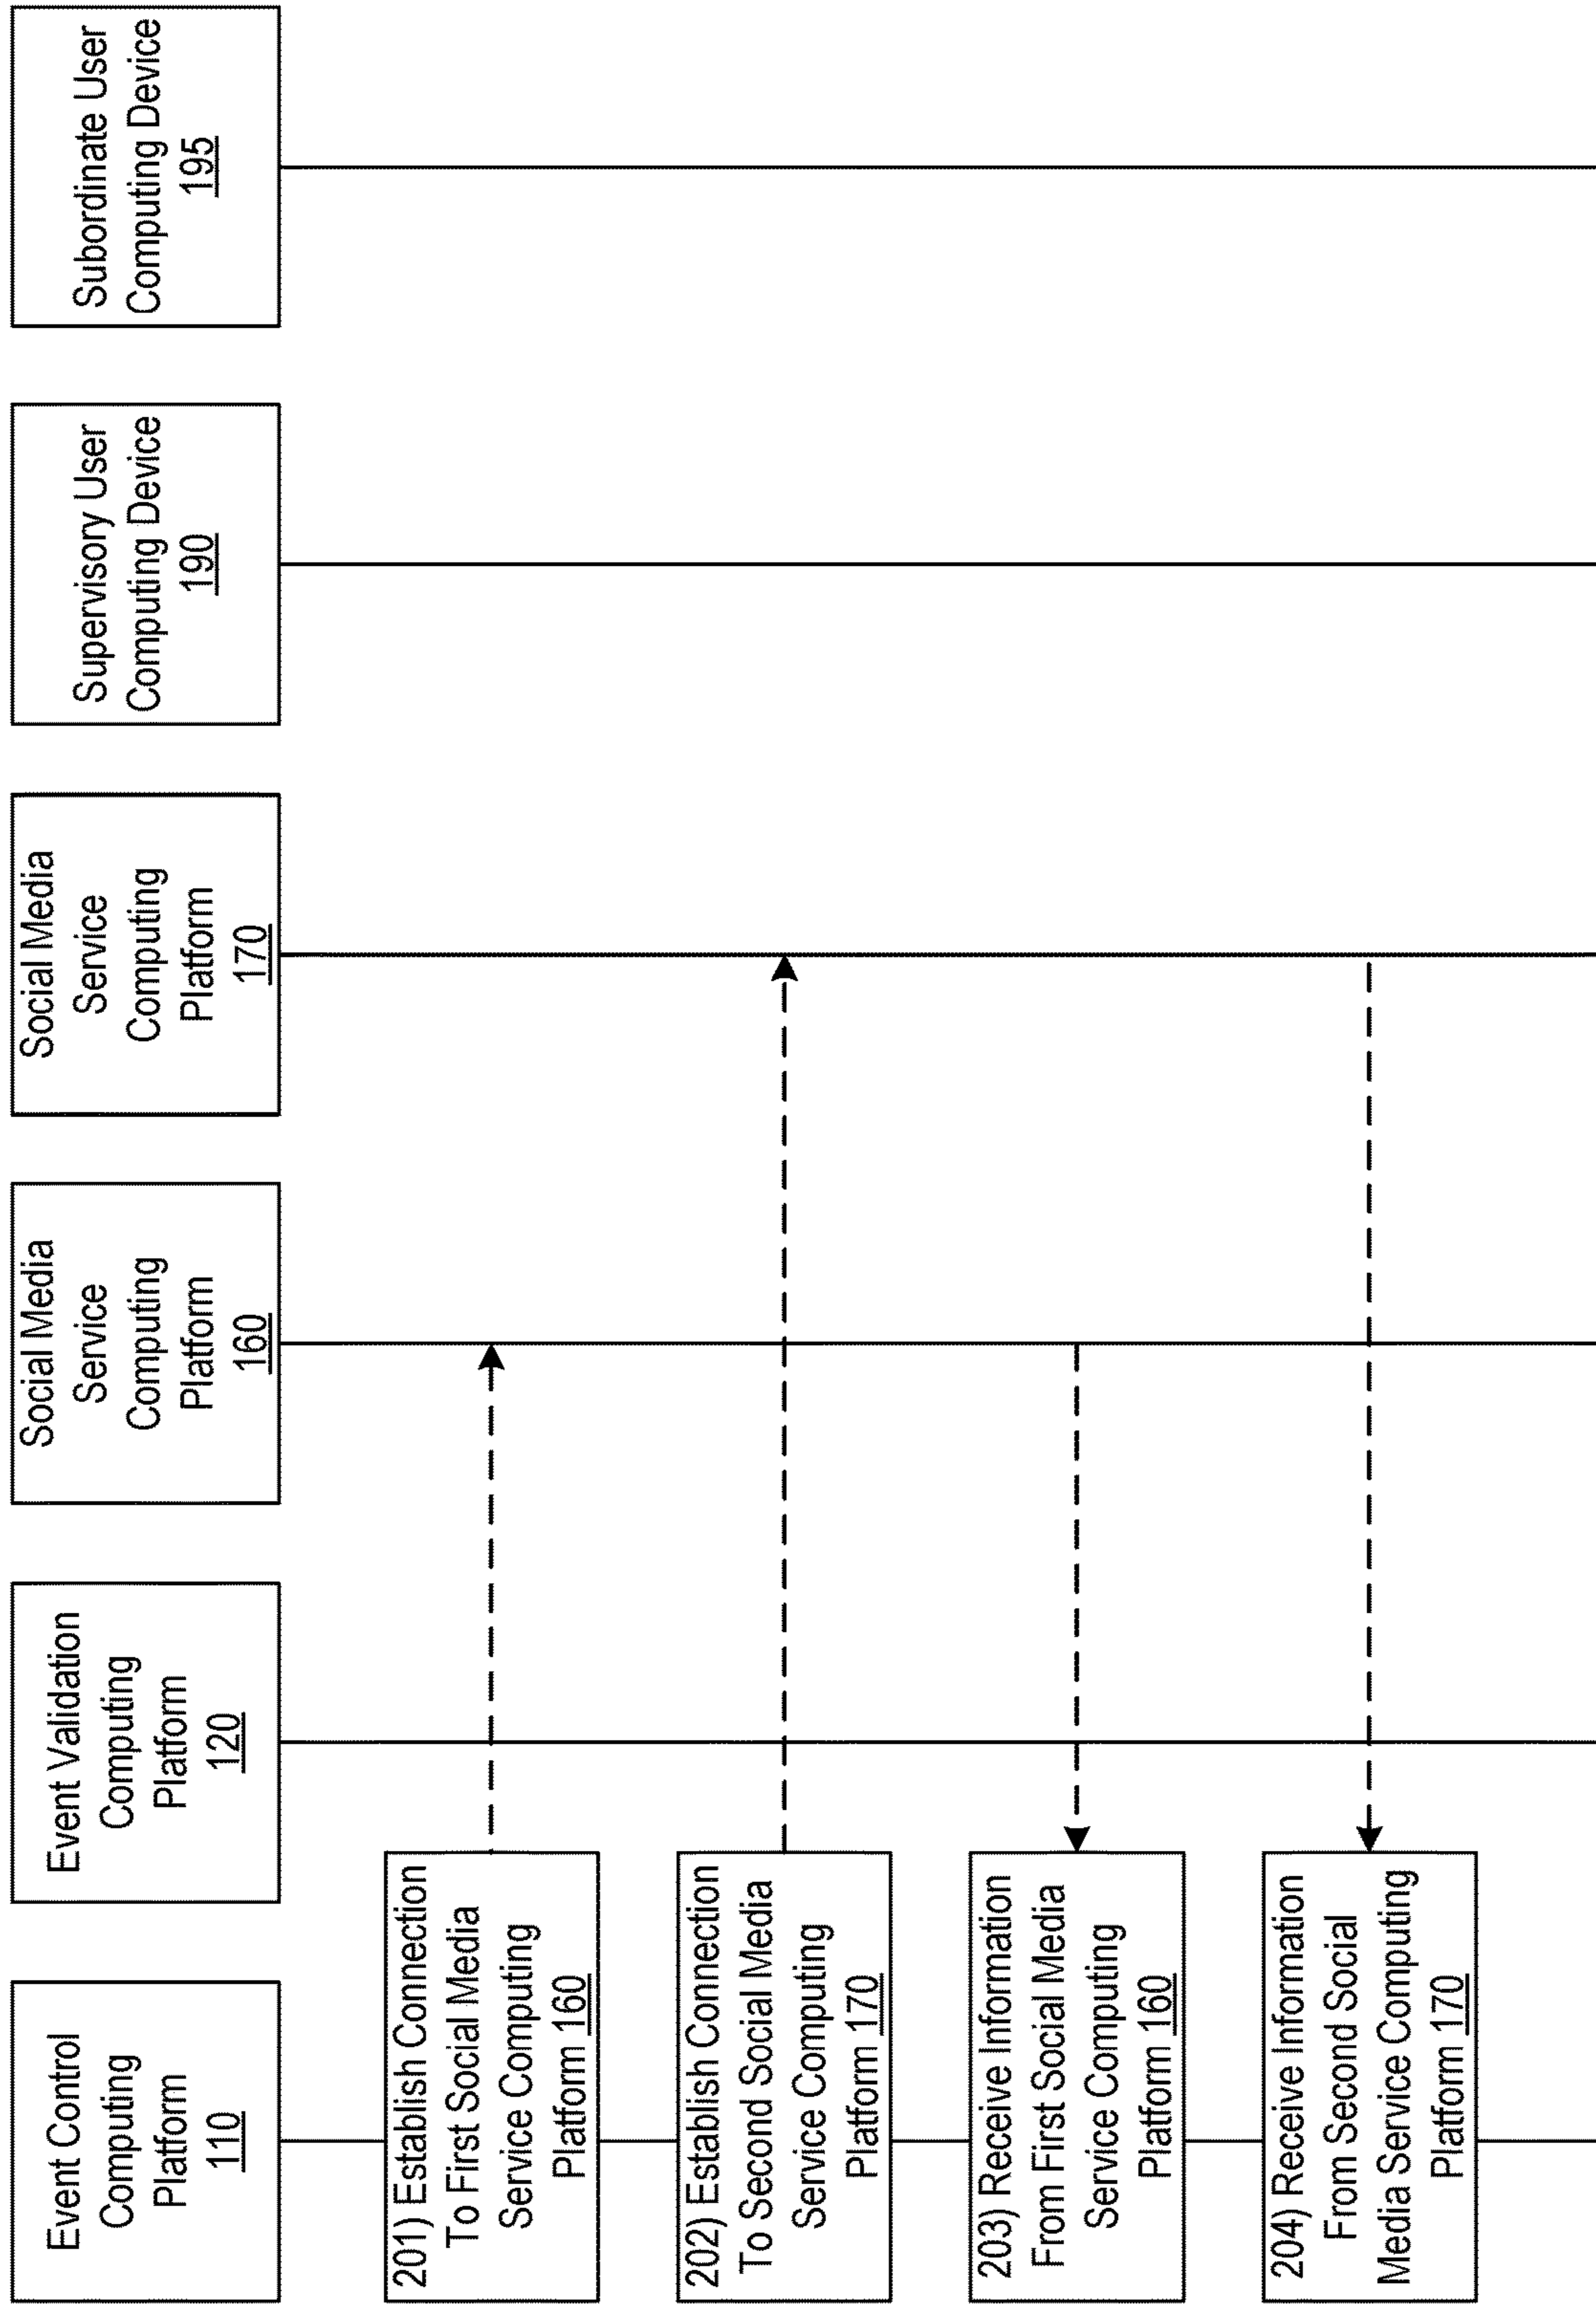 Event Control
Computing
Platform
110
Event Validation
Computing
Platform
120
Social Media
Service
Computing
Platform
160
Social Media
Service
Computing
Platform
170
Supervisory User
Computing Device
190
Subordinate User
Computing Device
195
201) Establish Connection
To First Social Media
Service Computing
Platform 160
202) Establish Connection
To Second Social Media
Service Computing
Platform 170
203) Receive Information
From First Social Media
Service Computing
Platform 160
204) Receive Information
From Second Social
Media Service Computing
Platform 170